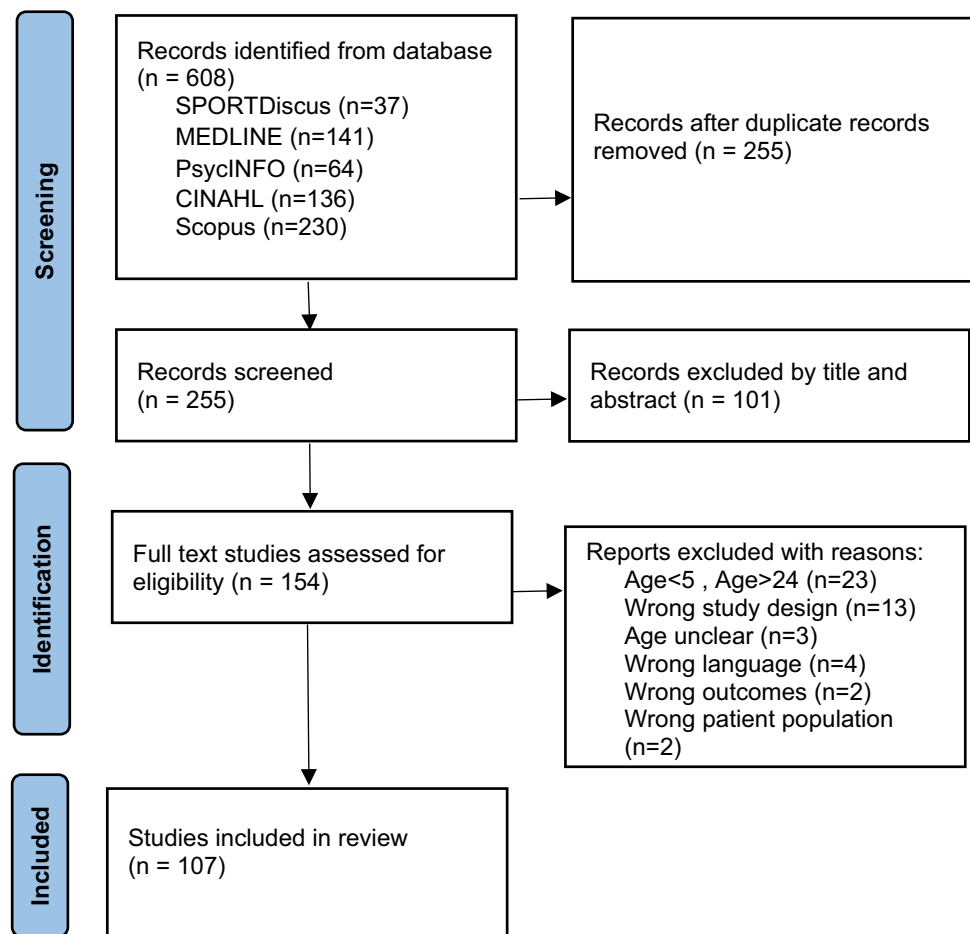 Screening
Records identified from database
(n = 608)
SPORTDiscus (n=37)
MEDLINE (n=141)
PsycINFO (n=64)
CINAHL (n=136)
Scopus (n=230)
Records after duplicate records
removed (n = 255)
Records screened
(n = 255)
Records excluded by title and
abstract (n = 101)
Identification
Full text studies assessed for
eligibility (n = 154)
Reports excluded with reasons:
Age<5 , Age>24 (n=23)
Wrong study design (n=13)
Age unclear (n=3)
Wrong language (n=4)
Wrong outcomes (n=2)
Wrong patient population
(n=2)
Included
Studies included in review
(n = 107)